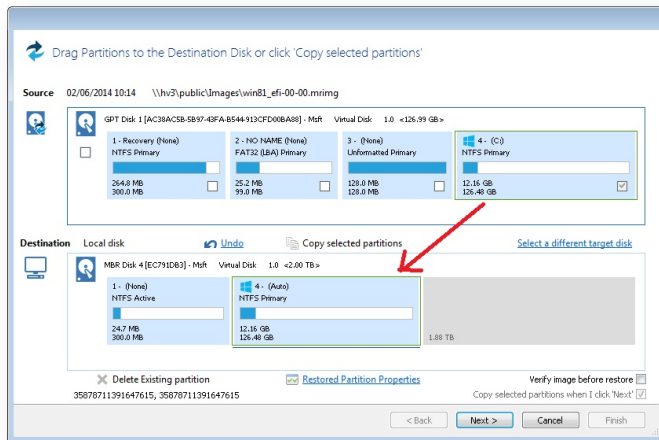 Drag Partitions to the Destination Disk or click 'Copy selected partitions'
Source 02/06/2014 10:14 \\hv3\public\Images\win81_efi-00-00.mrimg
GPT Disk 1 [AC38AC5B-5B97-43FA-B544-913CFD00BA88] - Msft Virtual Disk 1.0 <126.99 GB>
1 - Recovery (None)
NTFS Primary
264.8 MB
300.0 MB
2 - NO NAME (None)
FAT32 (LBA) Primary
25.2 MB
99.0 MB
3 - (None)
Unformatted Primary
128.0 MB
128.0 MB
4 - (C:)
NTFS Primary
12.16 GB
126.48 GB
Destination Local disk Undo Copy selected partitions Select a different target disk
MBR Disk 4 [EC791DB3] - Msft Virtual Disk 1.0 <2.00 TB>
1 - (None)
NTFS Active
24.7 MB
300.0 MB
4 - (Auto)
NTFS Primary
12.16 GB
126.48 GB
1.88 TB
Delete Existing partition Restored Partition Properties Verify image before restore
35878711391647615, 35878711391647615 Copy selected partitions when I click 'Next'
< Back Next > Cancel Finish